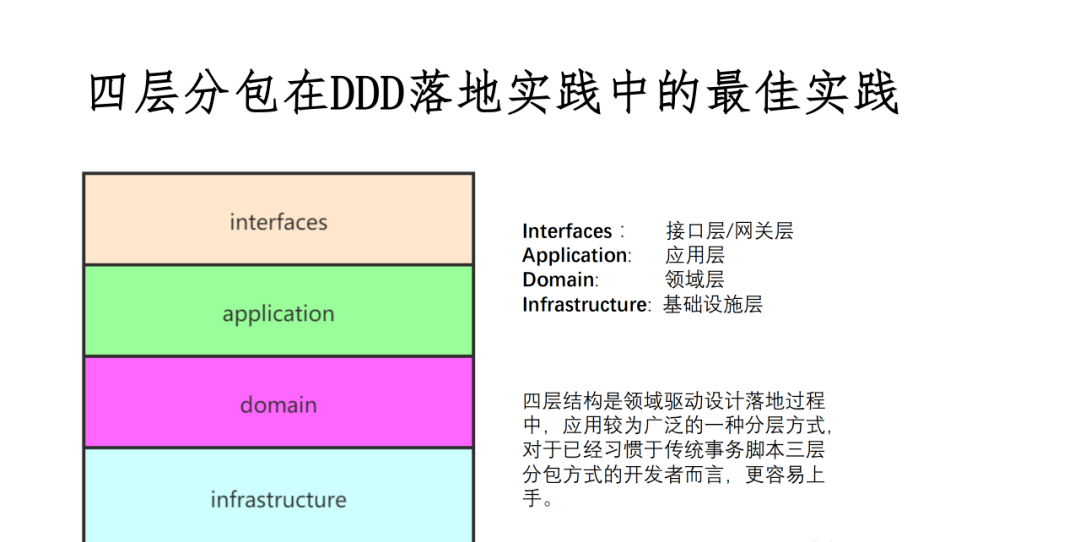 四层分包在DDD落地实践中的最佳实践
interfaces
application
domain
infrastructure
Interfaces： 接口层/网关层
Application: 应用层
Domain: 领域层
Infrastructure: 基础设施层
四层结构是领域驱动设计落地过程
中，应用较为广泛的一种分层方式，
对于已经习惯于传统事务脚本三层
分包方式的开发者而言，更容易上
手。